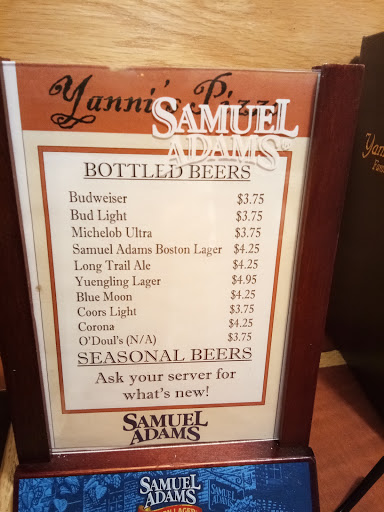 Yanni's Pizza
SAMUEL
ADAMS
BOTTLED BEERS
Budweiser $3.75
Bud Light $3.75
Michelob Ultra $3.75
Samuel Adams Boston Lager $4.25
Long Trail Ale $4.25
Yuengling Lager $4.95
Blue Moon $4.25
Coors Light $3.75
Corona $4.25
O'Doul's (N/A) $3.75
SEASONAL BEERS
Ask your server for
what's new!
SAMUEL
ADAMS
SAMUEL
ADAMS